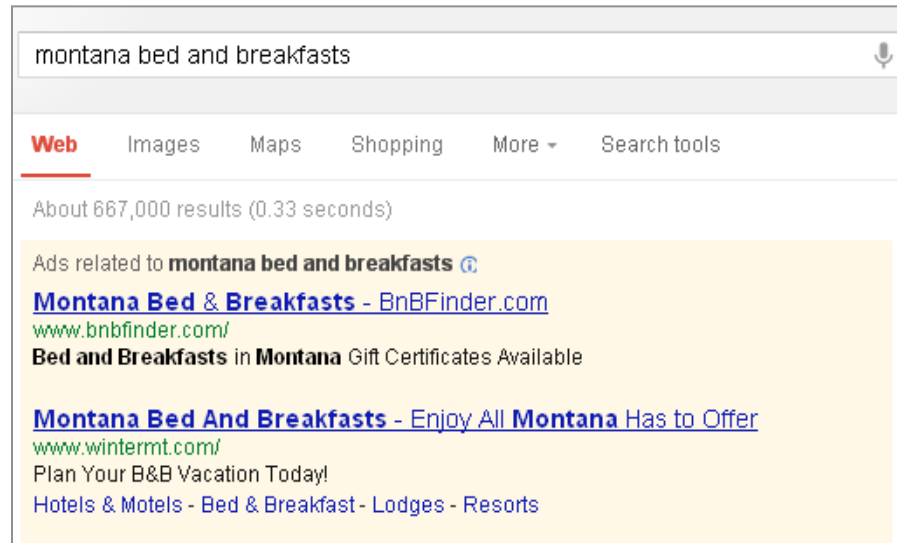 montana bed and breakfasts
Web Images Maps Shopping More Search tools
About 667,000 results (0.33 seconds)
Ads related to montana bed and breakfasts
Montana Bed & Breakfasts - BnBFinder.com
www.bnbfinder.com/
Bed and Breakfasts in Montana Gift Certificates Available
Montana Bed And Breakfasts - Enjoy All Montana Has to Offer
www.wintermt.com/
Plan Your B&B Vacation Today!
Hotels & Motels - Bed & Breakfast - Lodges - Resorts